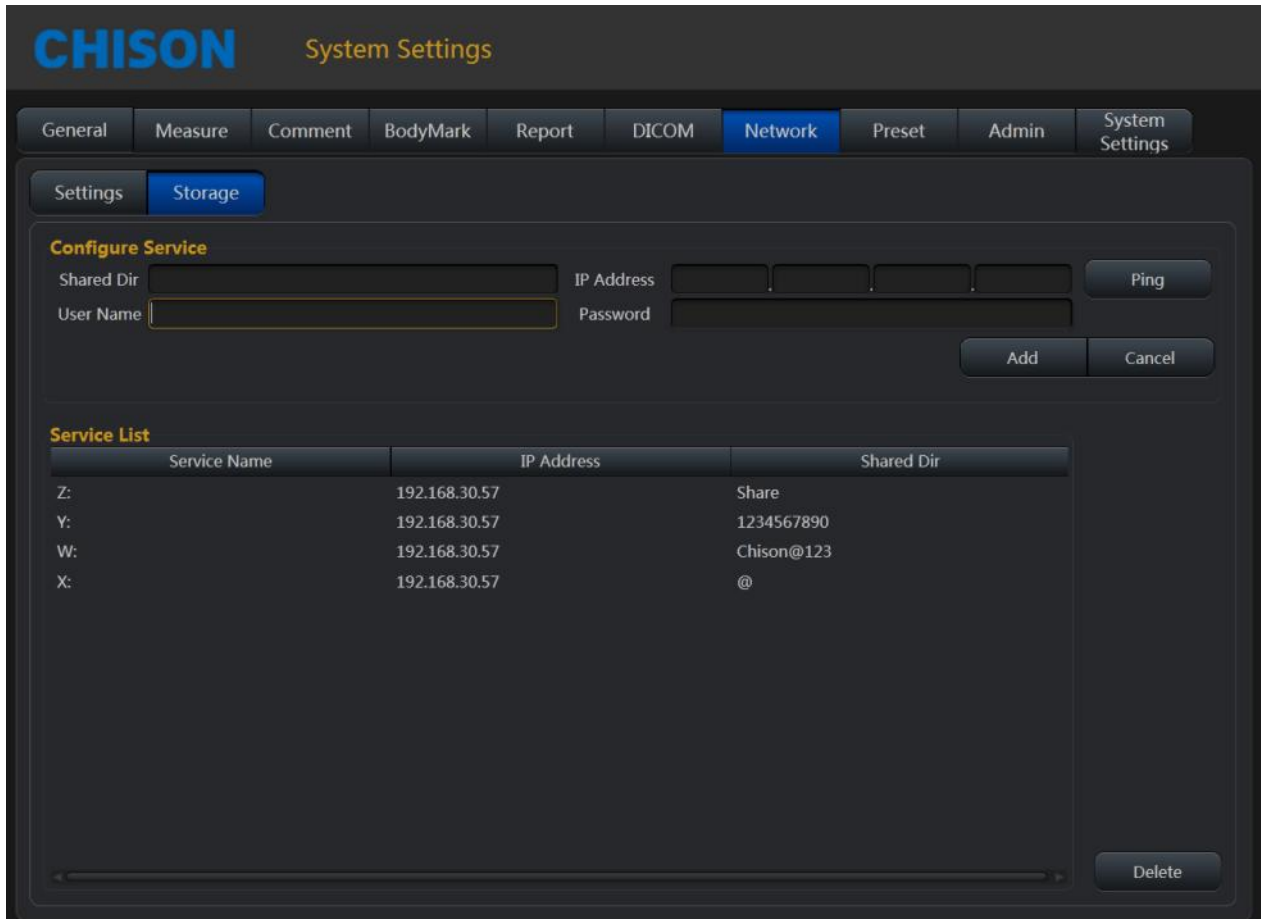 CHISON System Settings
General Measure Comment BodyMark Report DICOM Network Preset Admin System Settings
Settings Storage
Configure Service
Shared Dir IP Address . . . Ping
User Name Password
Add Cancel
Service List
Service Name IP Address Shared Dir
Z: 192.168.30.57 Share
Y: 192.168.30.57 1234567890
W: 192.168.30.57 Chison@123
X: 192.168.30.57 @
Delete